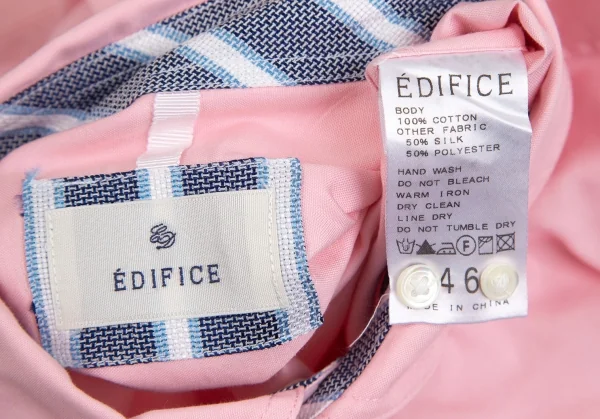 ED
ÉDIFICE
ÉDIFICE
BODY
100% COTTON
OTHER FABRIC
50% SILK
50% POLYESTER
HAND WASH
DO NOT BLEACH
WARM IRON
DRY CLEAN
LINE DRY
DO NOT TUMBLE DRY
F
46
IN CHINA